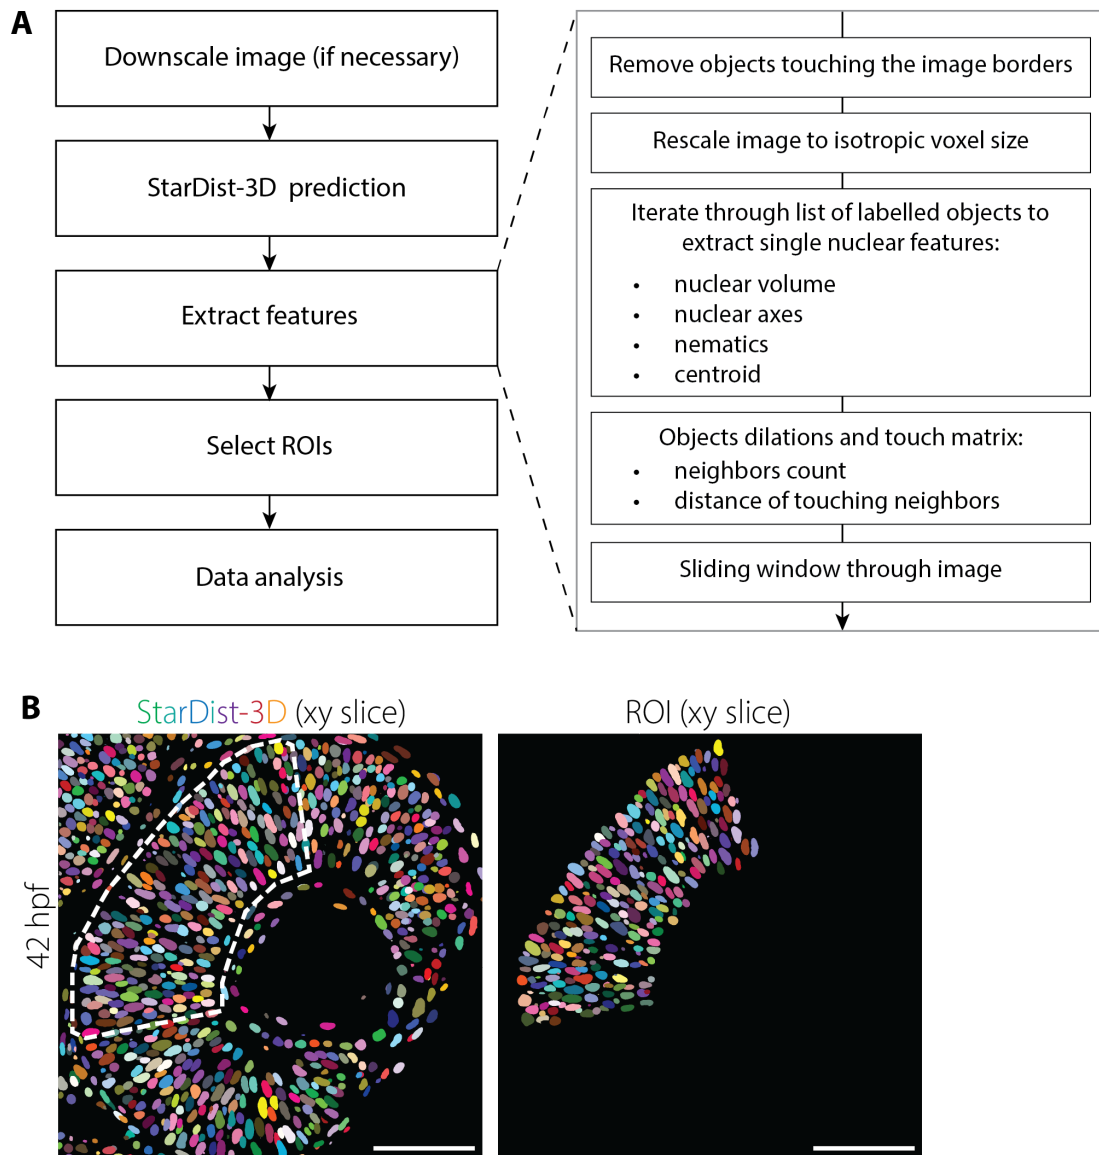 A
Downscale image (if necessary)
StarDist-3D prediction
Extract features
Select ROIs
Data analysis
Remove objects touching the image borders
Rescale image to isotropic voxel size
Iterate through list of labelled objects to
extract single nuclear features:
• nuclear volume
• nuclear axes
• nematics
• centroid
Objects dilations and touch matrix:
• neighbors count
• distance of touching neighbors
Sliding window through image
B
StarDist-3D (xy slice)
ROI (xy slice)
42 hpf